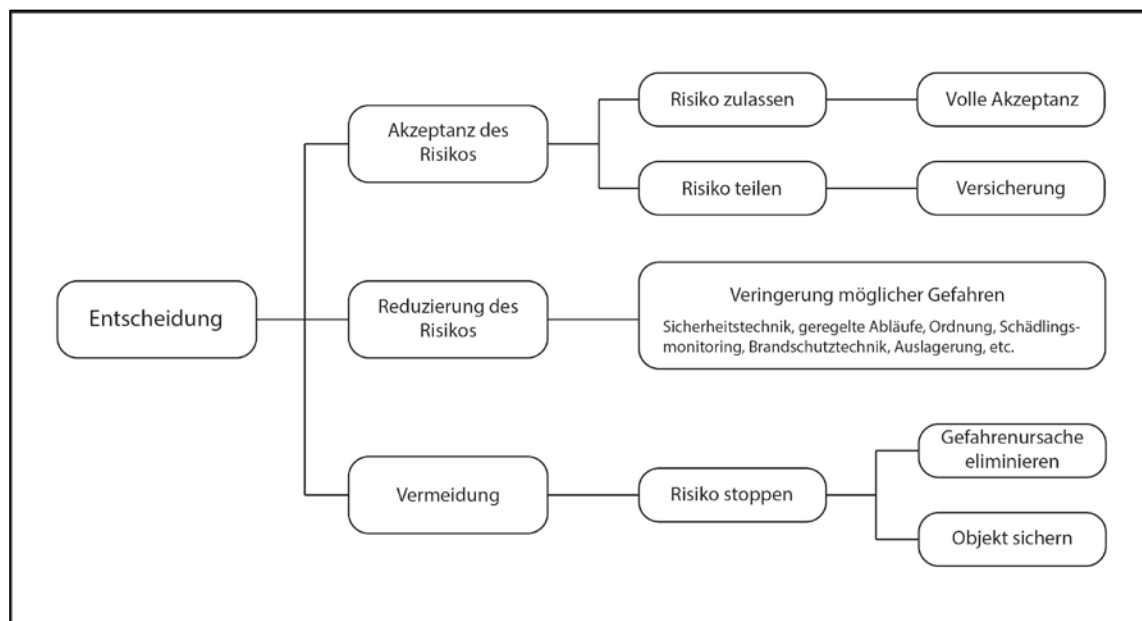 Entscheidung
Akzeptanz des
Risikos
Risiko zulassen
Volle Akzeptanz
Risiko teilen
Versicherung
Reduzierung des
Risikos
Veringerung möglicher Gefahren
Sicherheitstechnik, geregelte Abläufe, Ordnung, Schädlings-
monitoring, Brandschutztechnik, Auslagerung, etc.
Vermeidung
Risiko stoppen
Gefahrenursache
eliminieren
Objekt sichern